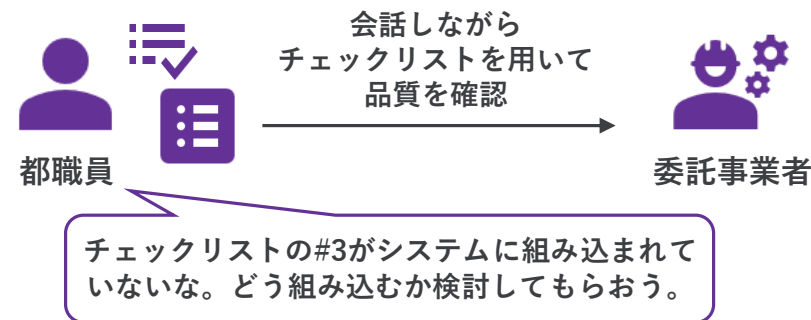 会話しながら
チェックリストを用いて
品質を確認
都職員
委託事業者
チェックリストの#3がシステムに組み込まれて
いないな。どう組み込むか検討してもらおう。